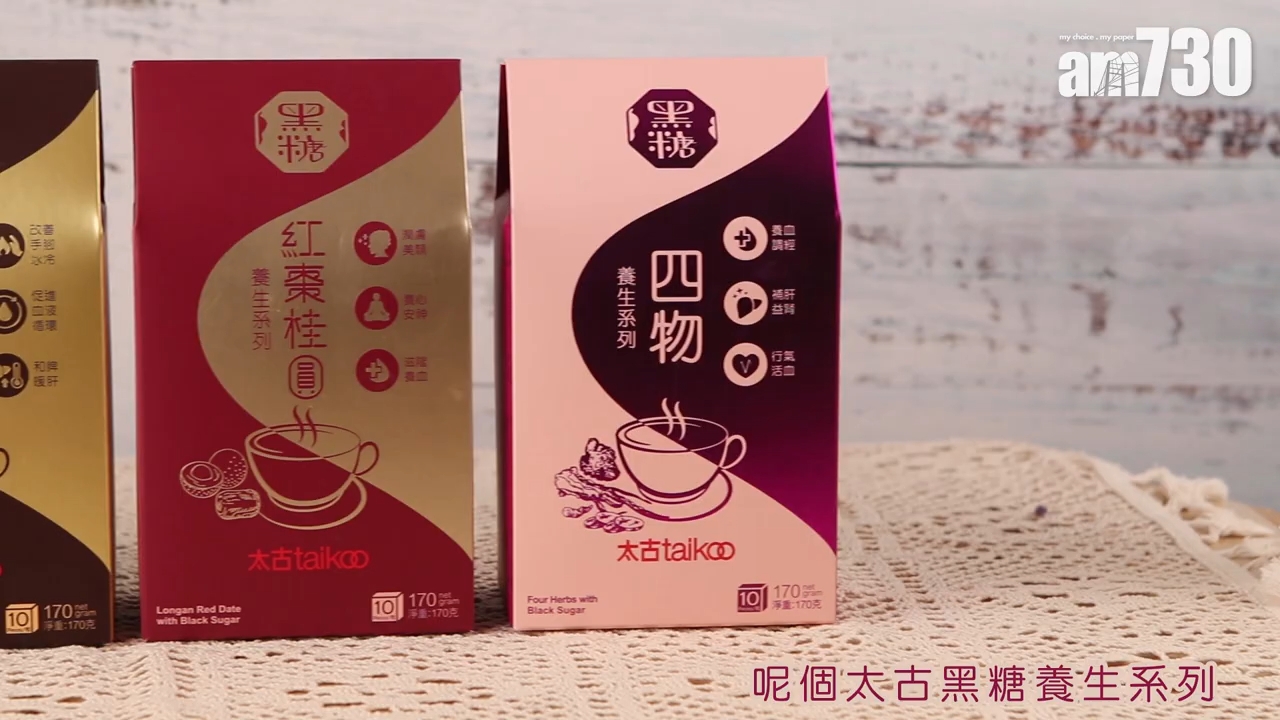 my choice . my paper
am730
改善
手腳
冰冷
促進
血液
循環
和脾
暖肝
10
170 net gram
淨重:170克
黑糖
紅棗桂圓
養生系列
潤膚
美顏
養心
安神
滋陰
養血
太古taikoo
Longan Red Date
with Black Sugar
10
170 net gram
淨重:170克
黑糖
四物
養生系列
養血
調經
補肝
益腎
行氣
活血
太古taikoo
Four Herbs with
Black Sugar
10
170 net gram
淨重:170克
呢個太古黑糖養生系列